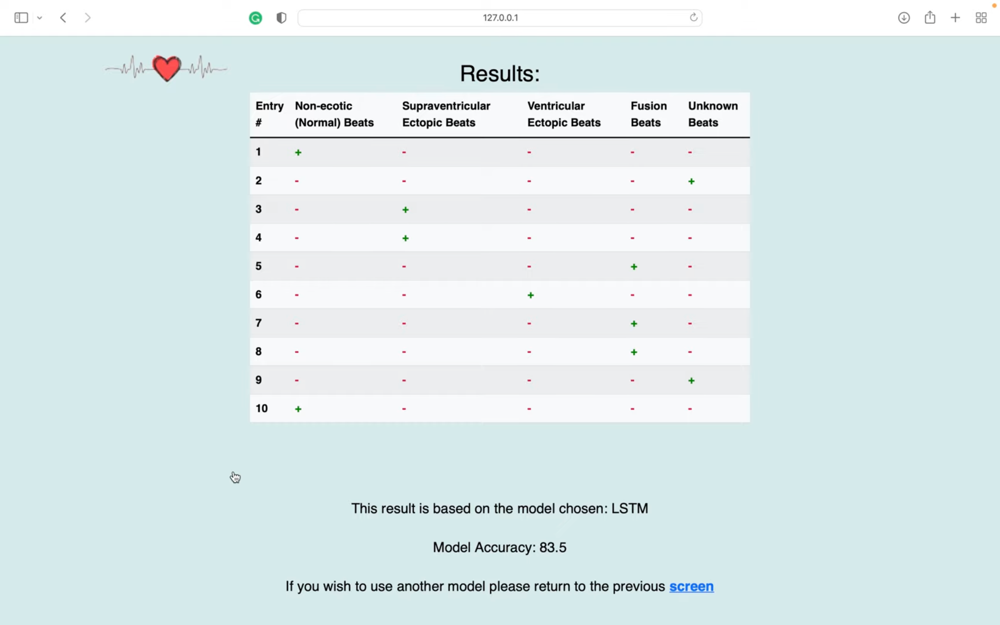 127.0.0.1
Results:
Entry # Non-ecotic (Normal) Beats Supraventricular Ectopic Beats Ventricular Ectopic Beats Fusion Beats Unknown Beats
1 + - - - -
2 - - - - +
3 - + - - -
4 - + - - -
5 - - - + -
6 - - + - -
7 - - - + -
8 - - - + -
9 - - - - +
10 + - - - -
This result is based on the model chosen: LSTM
Model Accuracy: 83.5
If you wish to use another model please return to the previous screen